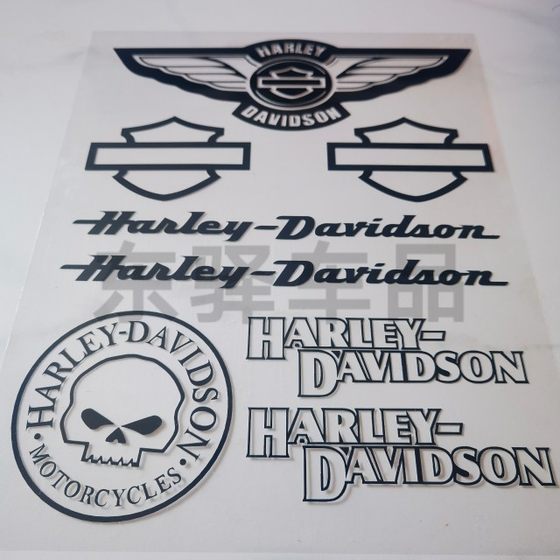 HARLEY
DAVIDSON
Harley-Davidson
Harley-Davidson
东驿车品
HARLEY-DAVIDSON
MOTORCYCLES
HARLEY-
DAVIDSON
HARLEY-
DAVIDSON